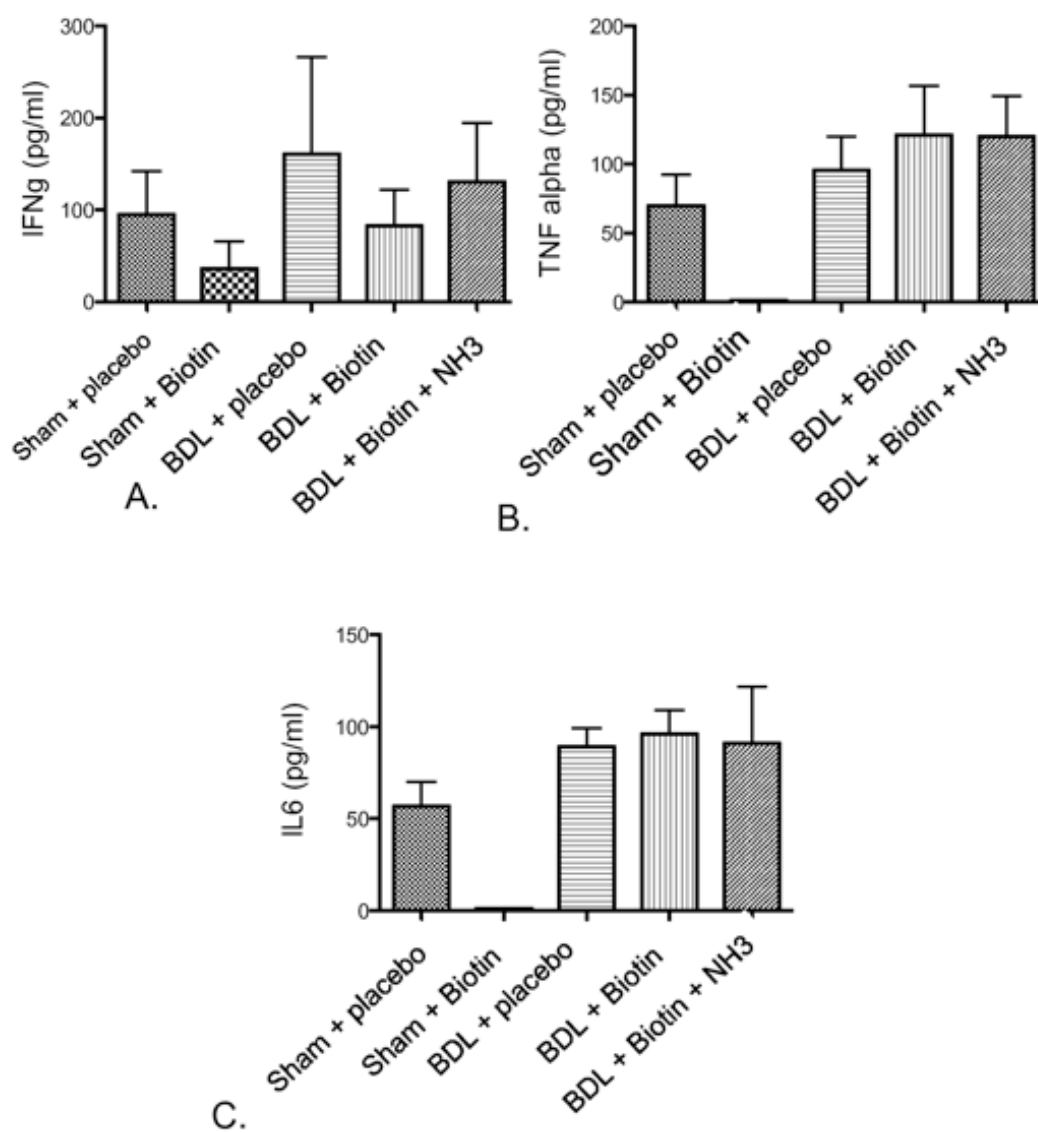 300
200
100
0
IFNg (pg/ml)
Sham + placebo
Sham + Biotin
BDL + placebo
BDL + Biotin
BDL + Biotin + NH3
A.
200
150
100
50
0
TNF alpha (pg/ml)
Sham + placebo
Sham + Biotin
BDL + placebo
BDL + Biotin
BDL + Biotin + NH3
B.
150
100
50
0
IL6 (pg/ml)
Sham + placebo
Sham + Biotin
BDL + placebo
BDL + Biotin
BDL + Biotin + NH3
C.